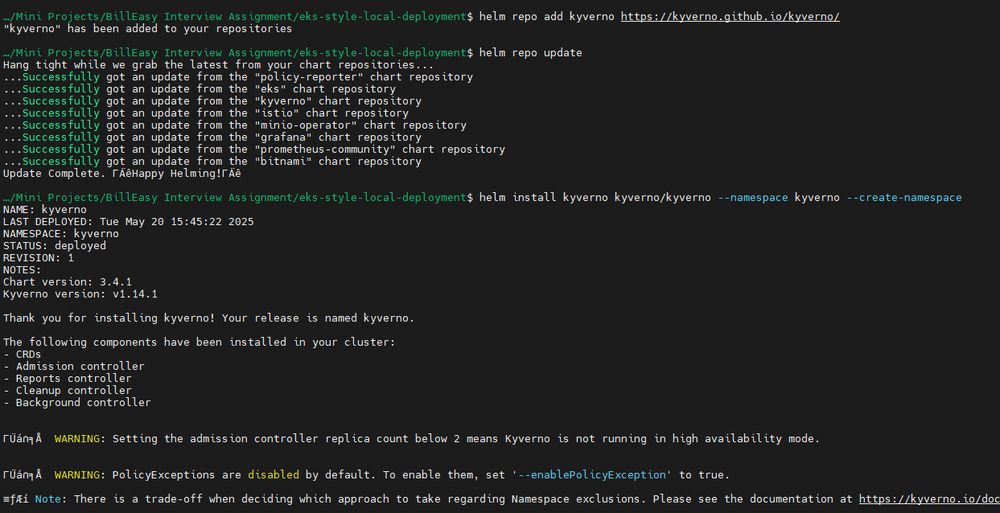 …/Mini Projects/BillEasy Interview Assignment/eks-style-local-deployment$ helm repo add kyverno https://kyverno.github.io/kyverno/
"kyverno" has been added to your repositories
…/Mini Projects/BillEasy Interview Assignment/eks-style-local-deployment$ helm repo update
Hang tight while we grab the latest from your chart repositories...
...Successfully got an update from the "policy-reporter" chart repository
...Successfully got an update from the "eks" chart repository
...Successfully got an update from the "kyverno" chart repository
...Successfully got an update from the "istio" chart repository
...Successfully got an update from the "minio-operator" chart repository
...Successfully got an update from the "grafana" chart repository
...Successfully got an update from the "prometheus-community" chart repository
...Successfully got an update from the "bitnami" chart repository
Update Complete. ΓÄêHappy Helming!ΓÄê
…/Mini Projects/BillEasy Interview Assignment/eks-style-local-deployment$ helm install kyverno kyverno/kyverno --namespace kyverno --create-namespace
NAME: kyverno
LAST DEPLOYED: Tue May 20 15:45:22 2025
NAMESPACE: kyverno
STATUS: deployed
REVISION: 1
NOTES:
Chart version: 3.4.1
Kyverno version: v1.14.1
Thank you for installing kyverno! Your release is named kyverno.
The following components have been installed in your cluster:
- CRDs
- Admission controller
- Reports controller
- Cleanup controller
- Background controller
ΓÜá∩╕Å  WARNING: Setting the admission controller replica count below 2 means Kyverno is not running in high availability mode.
ΓÜá∩╕Å  WARNING: PolicyExceptions are disabled by default. To enable them, set '--enablePolicyException' to true.
≡ƒÆí Note: There is a trade-off when deciding which approach to take regarding Namespace exclusions. Please see the documentation at https://kyverno.io/doc